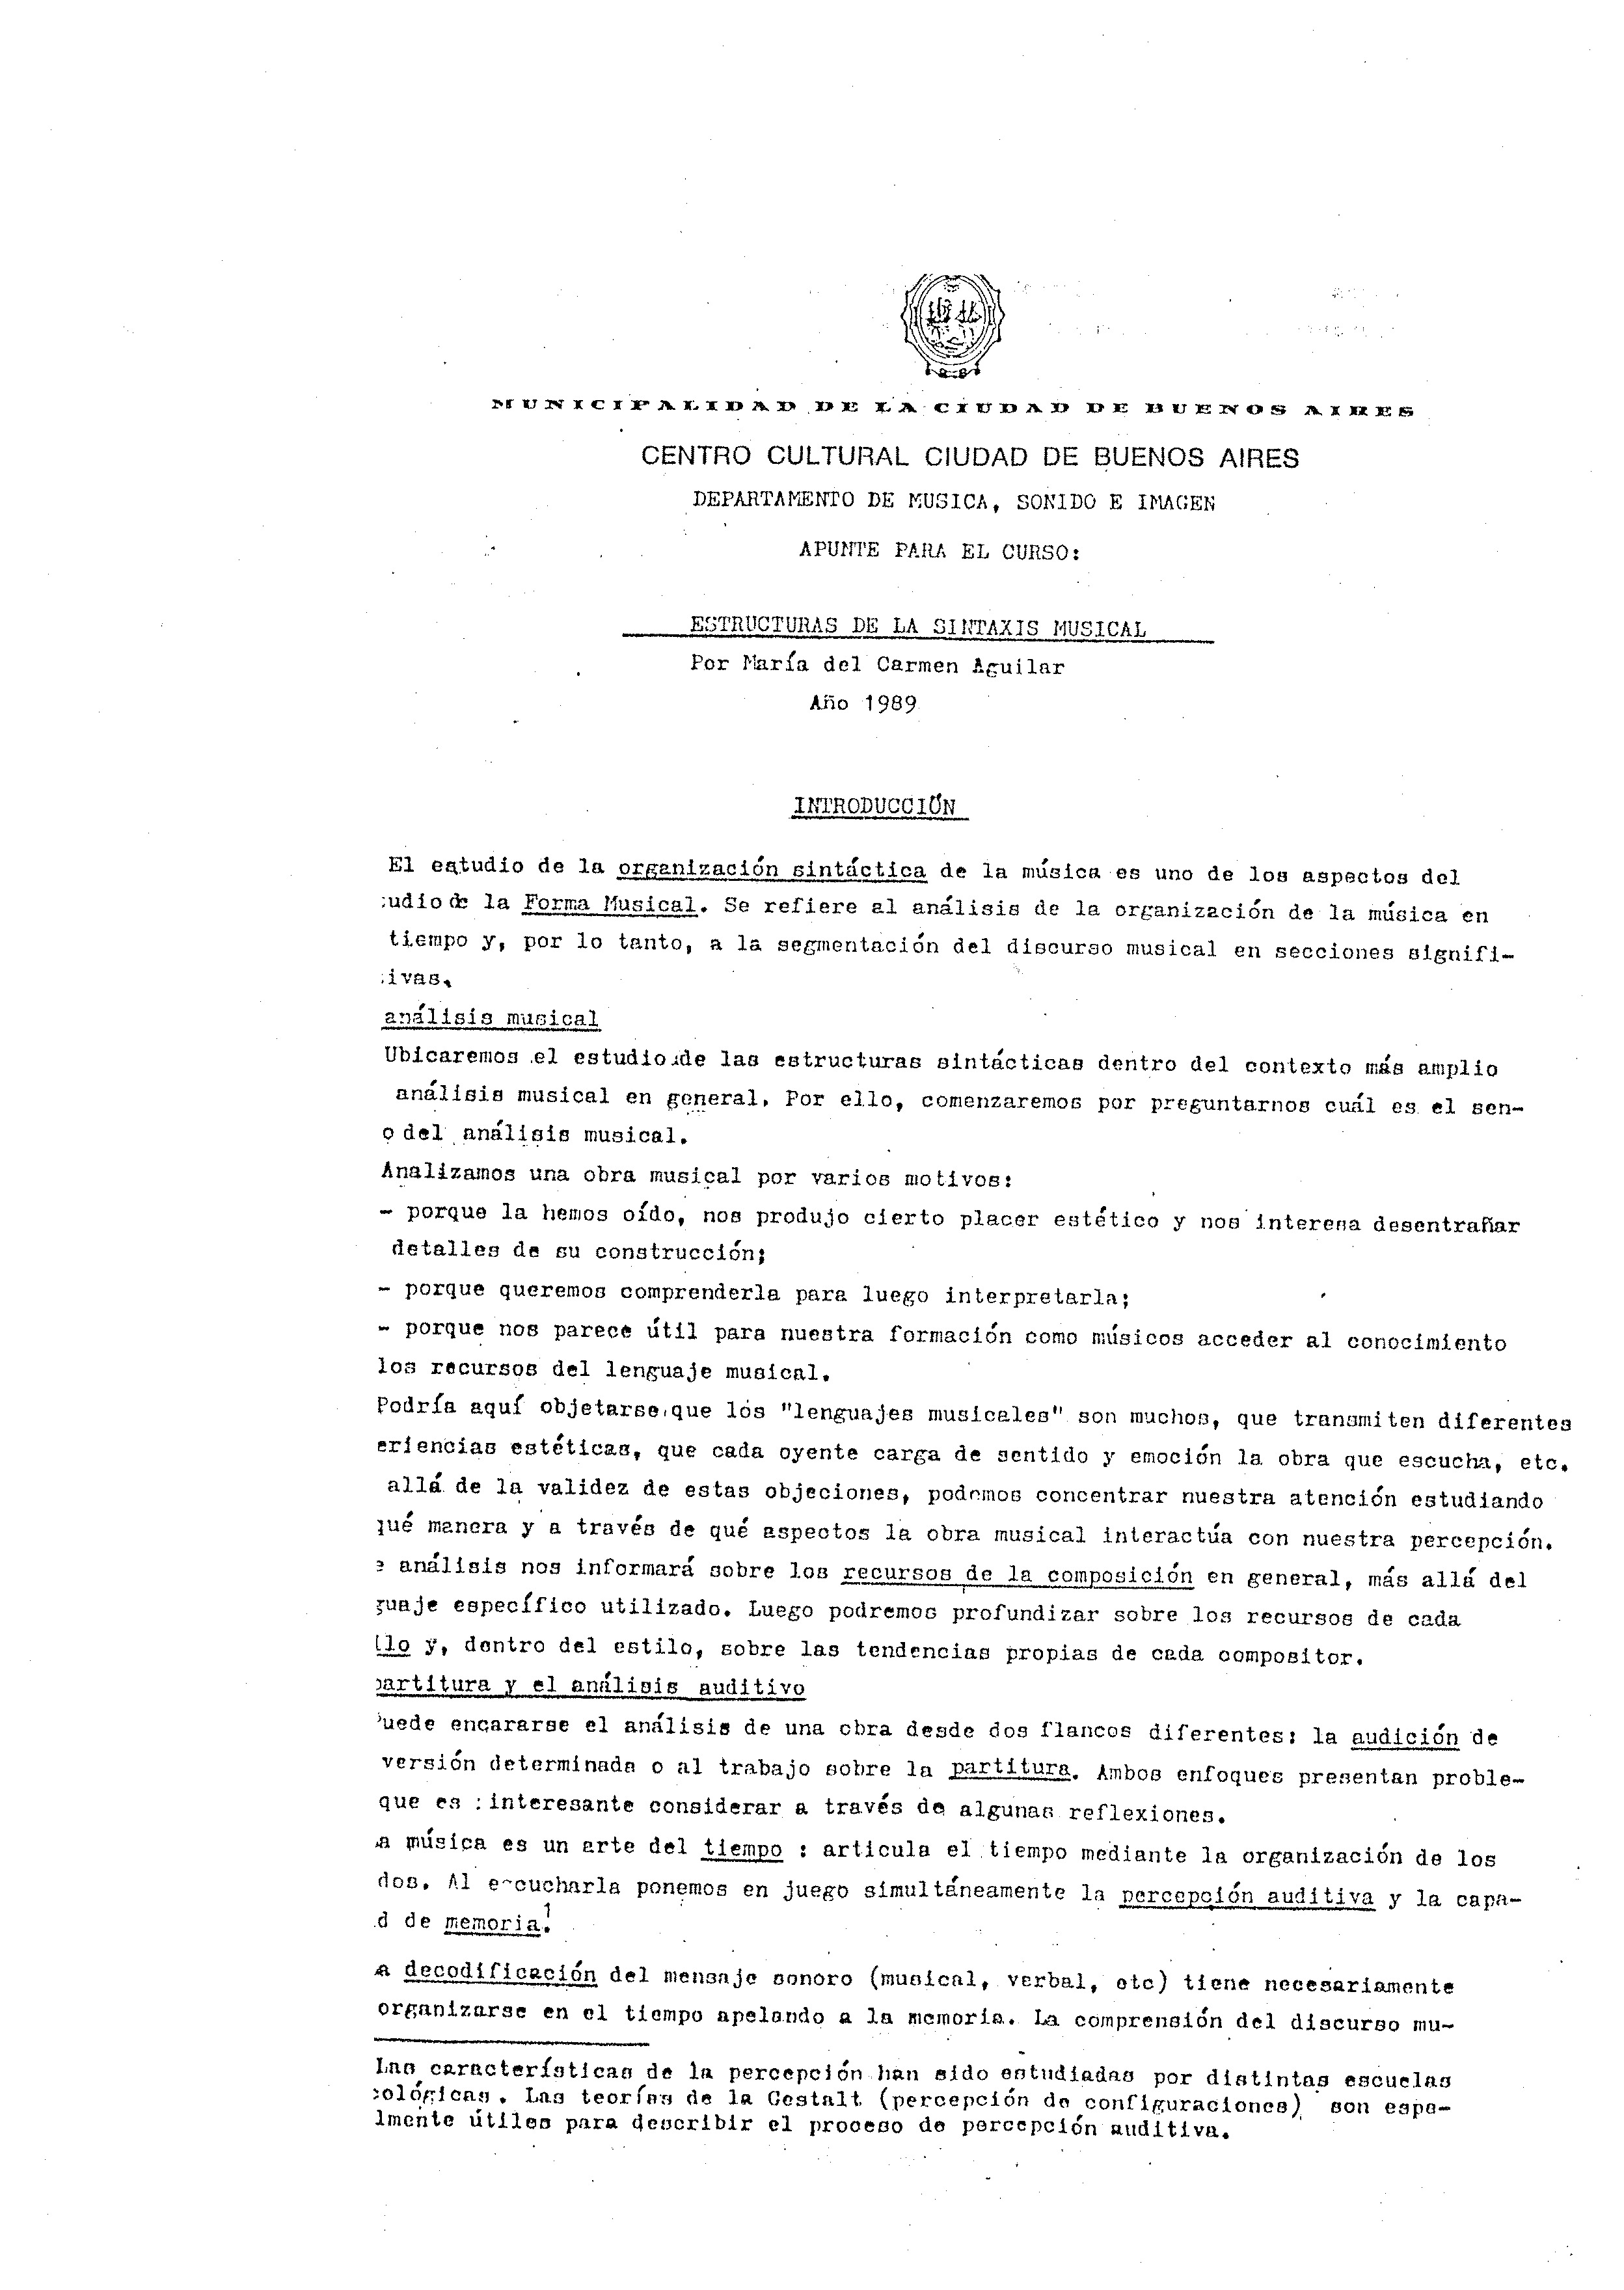 MUNICIPALIDAD DE LA CIUDAD DE BUENOS AIRES
CENTRO CULTURAL CIUDAD DE BUENOS AIRES
DEPARTAMENTO DE MUSICA, SONIDO E IMAGEN
APUNTE PARA EL CURSO:
ESTRUCTURAS DE LA SINTAXIS MUSICAL
Por María del Carmen Aguilar
Año 1989
INTRODUCCIÓN
El estudio de la organización sintáctica de la música es uno de los aspectos del
udio de la Forma Musical. Se refiere al análisis de la organización de la música en
tiempo y, por lo tanto, a la segmentación del discurso musical en secciones signifi-
ivas.
análisis musical
Ubicaremos el estudio de las estructuras sintácticas dentro del contexto más amplio
análisis musical en general. Por ello, comenzaremos por preguntarnos cuál es el sen-
o del análisis musical.
Analizamos una obra musical por varios motivos:
- porque la hemos oído, nos produjo cierto placer estético y nos interesa desentrañar
detalles de su construcción;
- porque queremos comprenderla para luego interpretarla;
- porque nos parece útil para nuestra formación como músicos acceder al conocimiento
los recursos del lenguaje musical.
Podría aquí objetarse que los "lenguajes musicales" son muchos, que transmiten diferentes
eriencias estéticas, que cada oyente carga de sentido y emoción la obra que escucha, etc.
allá de la validez de estas objeciones, podemos concentrar nuestra atención estudiando
qué manera y a través de qué aspectos la obra musical interactúa con nuestra percepción.
e análisis nos informará sobre los recursos de la composición en general, más allá del
guaje específico utilizado. Luego podremos profundizar sobre los recursos de cada
ilo y, dentro del estilo, sobre las tendencias propias de cada compositor.
partitura y el análisis auditivo
uede encararse el análisis de una obra desde dos flancos diferentes: la audición de
versión determinada o al trabajo sobre la partitura. Ambos enfoques presentan proble-
que es interesante considerar a través de algunas reflexiones.
a música es un arte del tiempo : articula el tiempo mediante la organización de los
dos. Al escucharla ponemos en juego simultáneamente la percepción auditiva y la capa-
d de memoria.¹
a decodificación del mensaje sonoro (musical, verbal, etc) tiene necesariamente
organizarse en el tiempo apelando a la memoria. La comprensión del discurso mu-
Las características de la percepción han sido estudiadas por distintas escuelas
ológicas. Las teorías de la Gestalt (percepción de configuraciones) son espe-
lmente útiles para describir el proceso de percepción auditiva.